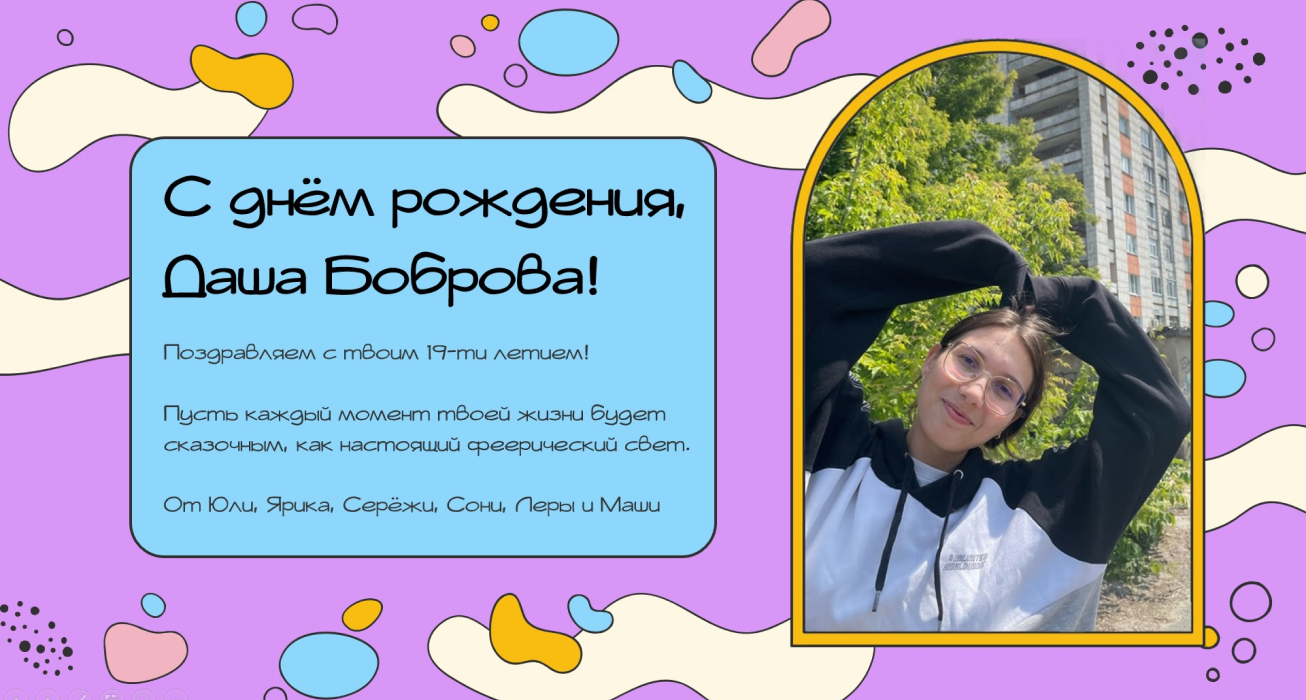 С днём рождения,
Даша Боброва!
Поздравляем с твоим 19-ти летием!
Пусть каждый момент твоей жизни будет
сказочным, как настоящий феерический свет.
От Юли, Ярика, Серёжи, Сони, Леры и Маши